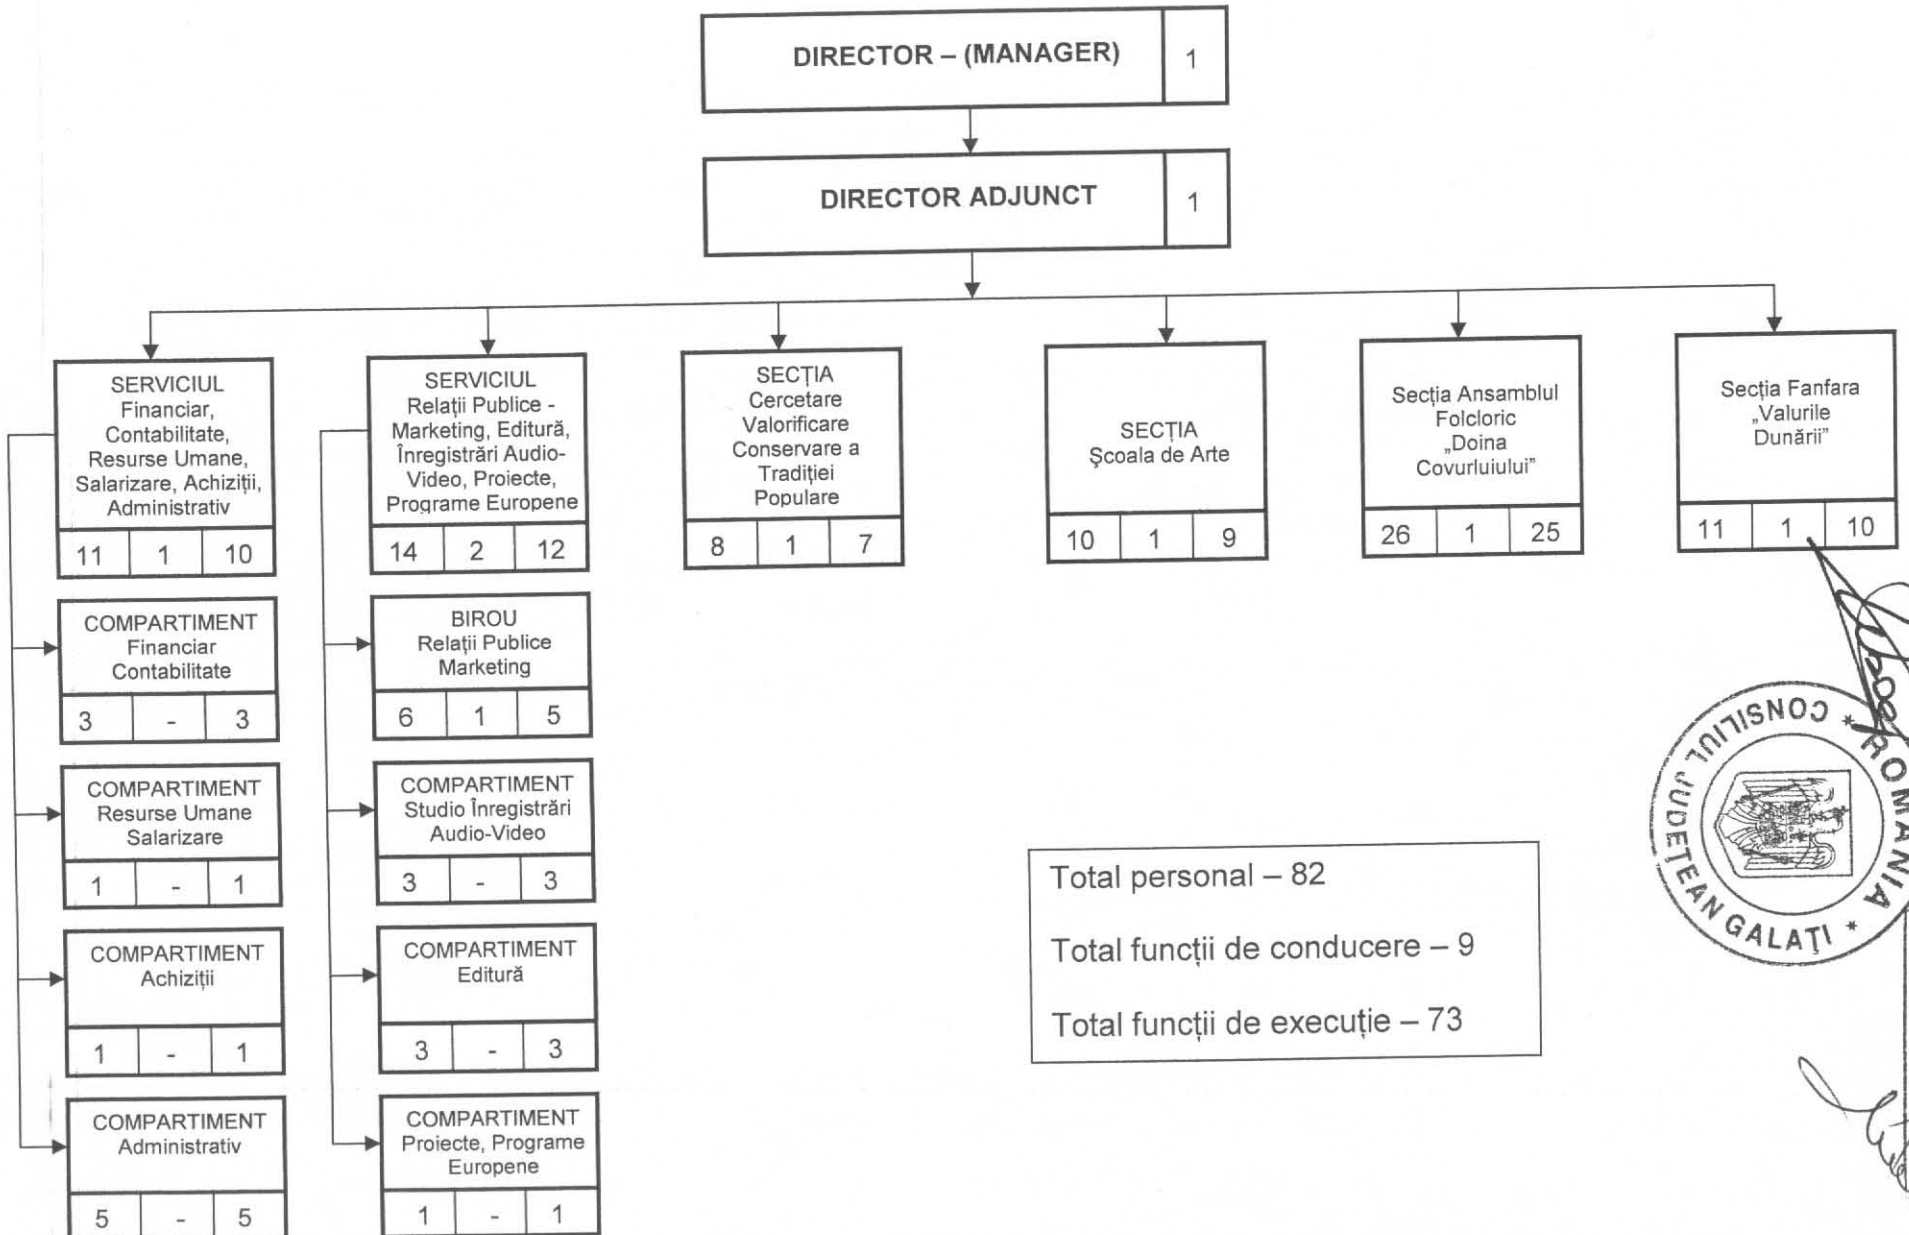 DIRECTOR – (MANAGER)
1
DIRECTOR ADJUNCT
1
SERVICIUL
Financiar,
Contabilitate,
Resurse Umane,
Salarizare, Achiziții,
Administrativ
11 1 10
COMPARTIMENT
Financiar
Contabilitate
3 - 3
COMPARTIMENT
Resurse Umane
Salarizare
1 - 1
COMPARTIMENT
Achiziții
1 - 1
COMPARTIMENT
Administrativ
5 - 5
SERVICIUL
Relații Publice -
Marketing, Editură,
Înregistrări Audio-
Video, Proiecte,
Programe Europene
14 2 12
BIROU
Relații Publice
Marketing
6 1 5
COMPARTIMENT
Studio Înregistrări
Audio-Video
3 - 3
COMPARTIMENT
Editură
3 - 3
COMPARTIMENT
Proiecte, Programe
Europene
1 - 1
SECȚIA
Cercetare
Valorificare
Conservare a
Tradiției
Populare
8 1 7
SECȚIA
Școala de Arte
10 1 9
Secția Ansamblul
Folcloric
„Doina
Covurluiului”
26 1 25
Secția Fanfara
„Valurile
Dunării”
11 1 10
Total personal – 82
Total funcții de conducere – 9
Total funcții de execuție – 73
* ROMÂNIA *
CONSILIUL JUDEȚEAN GALAȚI